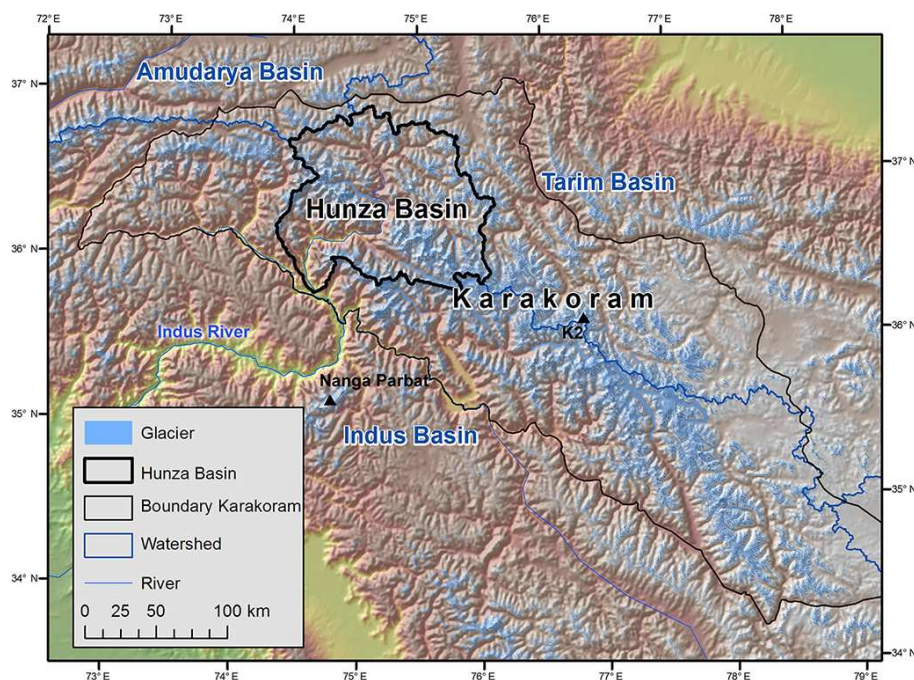 72°E 73°E 74°E 75°E 76°E 77°E 78°E
37° N
Amudarya Basin
37° N
Tarim Basin
Hunza Basin
36° N
36° N
Karakoram
K2
Indus River
Nanga Parbat
35° N
Indus Basin
35° N
34° N
34° N
Glacier
Hunza Basin
Boundary Karakoram
Watershed
River
0 25 50 100 km
73°E 74°E 75°E 76°E 77°E 78°E 79°E